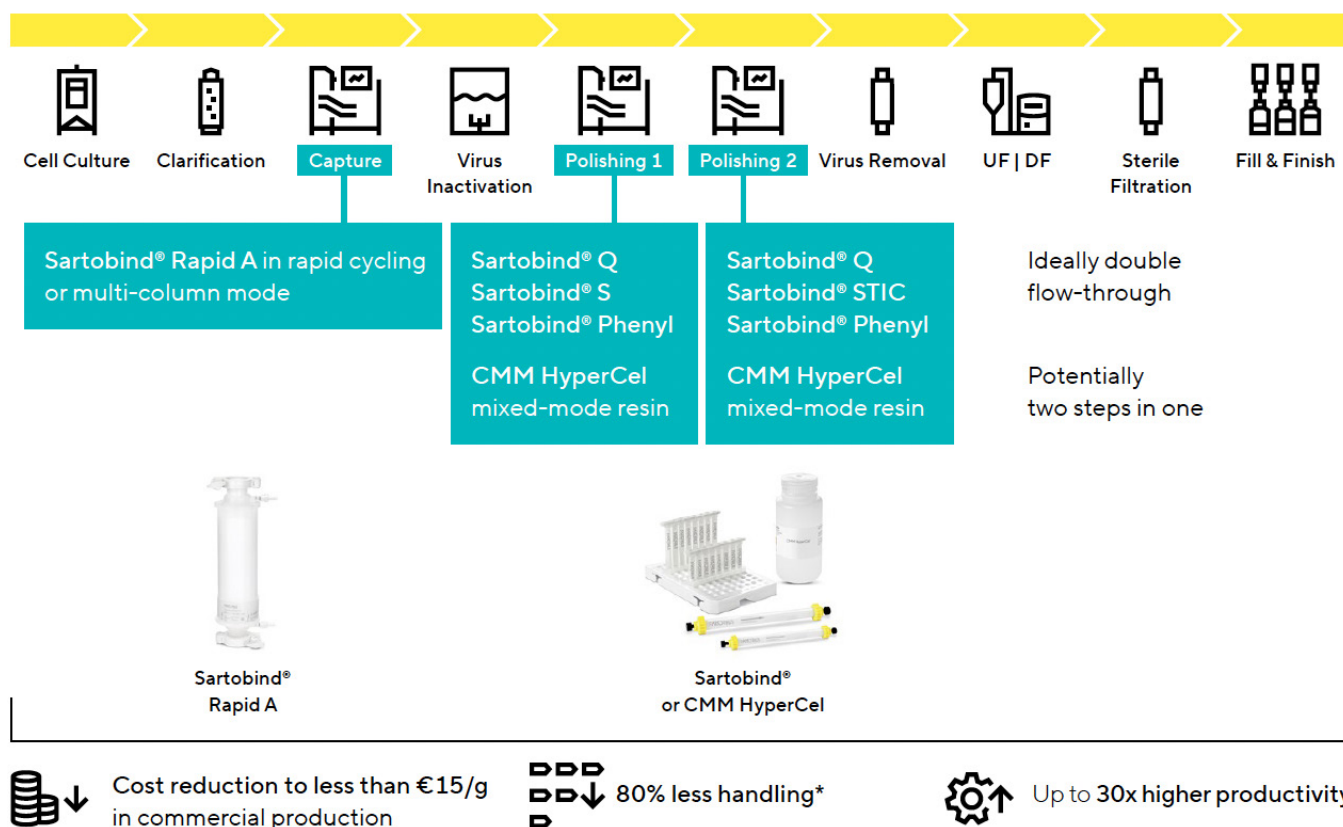 Cell Culture
Clarification
Capture
Virus
Inactivation
Polishing 1
Polishing 2
Virus Removal
UF | DF
Sterile
Filtration
Fill & Finish
Sartobind® Rapid A in rapid cycling
or multi-column mode
Sartobind® Q
Sartobind® S
Sartobind® Phenyl
CMM HyperCel
mixed-mode resin
Sartobind® Q
Sartobind® STIC
Sartobind® Phenyl
CMM HyperCel
mixed-mode resin
Ideally double
flow-through
Potentially
two steps in one
Sartobind®
Rapid A
Sartobind®
or CMM HyperCel
Cost reduction to less than €15/g
in commercial production
80% less handling*
Up to 30x higher productivity